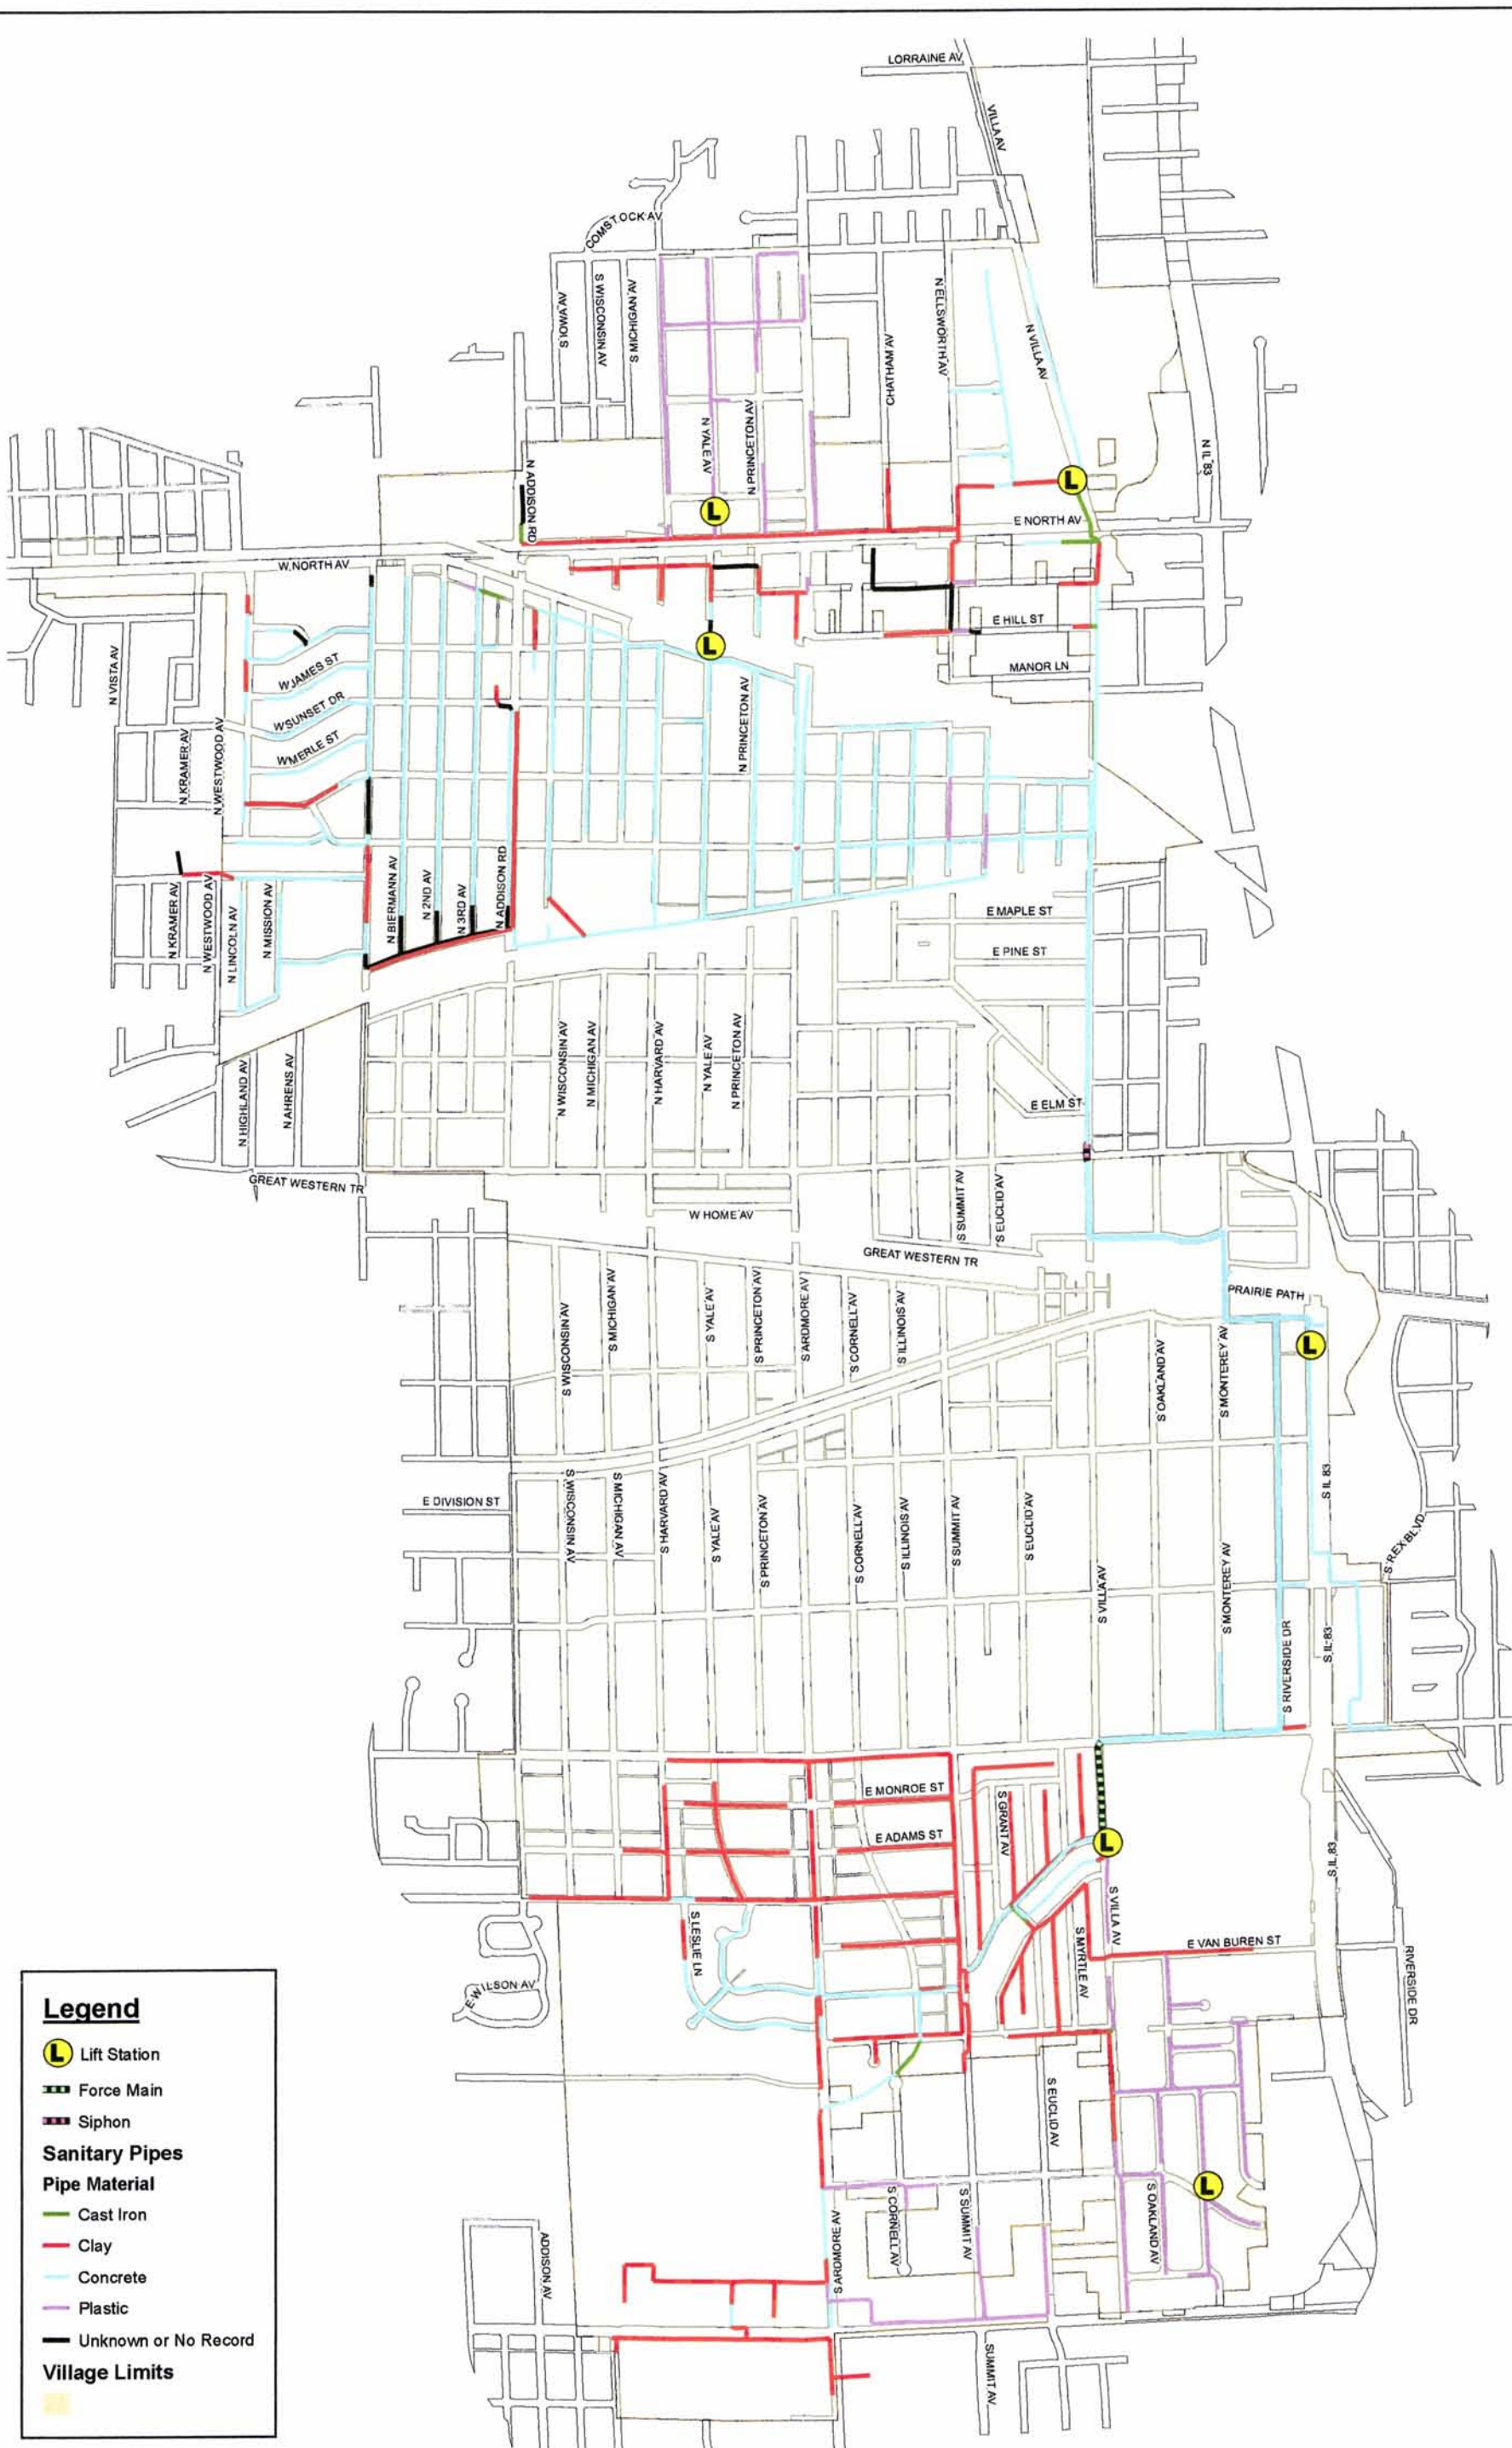 LORRAINE AV
VILLA AV
COMSTOCK AV
S IOWA AV
S WISCONSIN AV
S MICHIGAN AV
N ELLSWORTH AV
N VILLA AV
CHATHAM AV
N YALE AV
N PRINCETON AV
N ADDISON RD
L
L
N IL 83
E NORTH AV
W NORTH AV
E HILL ST
L
MANOR LN
N VISTA AV
W JAMES ST
W SUNSET DR
W MERLE ST
N KRAMER AV
N WESTWOOD AV
N PRINCETON AV
N BIERMANN AV
N 2ND AV
N 3RD AV
N ADDISON RD
N KRAMER AV
N WESTWOOD AV
N LINCOLN AV
N MISSION AV
E MAPLE ST
E PINE ST
N WISCONSIN AV
N MICHIGAN AV
N HARVARD AV
N YALE AV
N PRINCETON AV
N HIGHLAND AV
N AHRENS AV
E ELM ST
GREAT WESTERN TR
W HOME AV
S SUMMIT AV
S EUCLID AV
GREAT WESTERN TR
PRAIRIE PATH
S WISCONSIN AV
S MICHIGAN AV
S YALE AV
S PRINCETON AV
S ARDMORE AV
S CORNELL AV
S ILLINOIS AV
S OAKLAND AV
S MONTEREY AV
L
E DIVISION ST
S WISCONSIN AV
S MICHIGAN AV
S HARVARD AV
S YALE AV
S PRINCETON AV
S CORNELL AV
S ILLINOIS AV
S SUMMIT AV
S EUCLID AV
S VILLA AV
S MONTEREY AV
S IL 83
S REX BLVD
S RIVERSIDE DR
S IL 83
E MONROE ST
E ADAMS ST
S GRANT AV
L
S IL 83
S LESLIE LN
S VILLA AV
S MYRTLE AV
E VAN BUREN ST
RIVERSIDE DR
E WILSON AV
S EUCLID AV
L
S OAKLAND AV
S CORNELL AV
S SUMMIT AV
S ARDMORE AV
ADDISON AV
SUMMIT AV
Legend
L Lift Station
Force Main
Siphon
Sanitary Pipes
Pipe Material
Cast Iron
Clay
Concrete
Plastic
Unknown or No Record
Village Limits